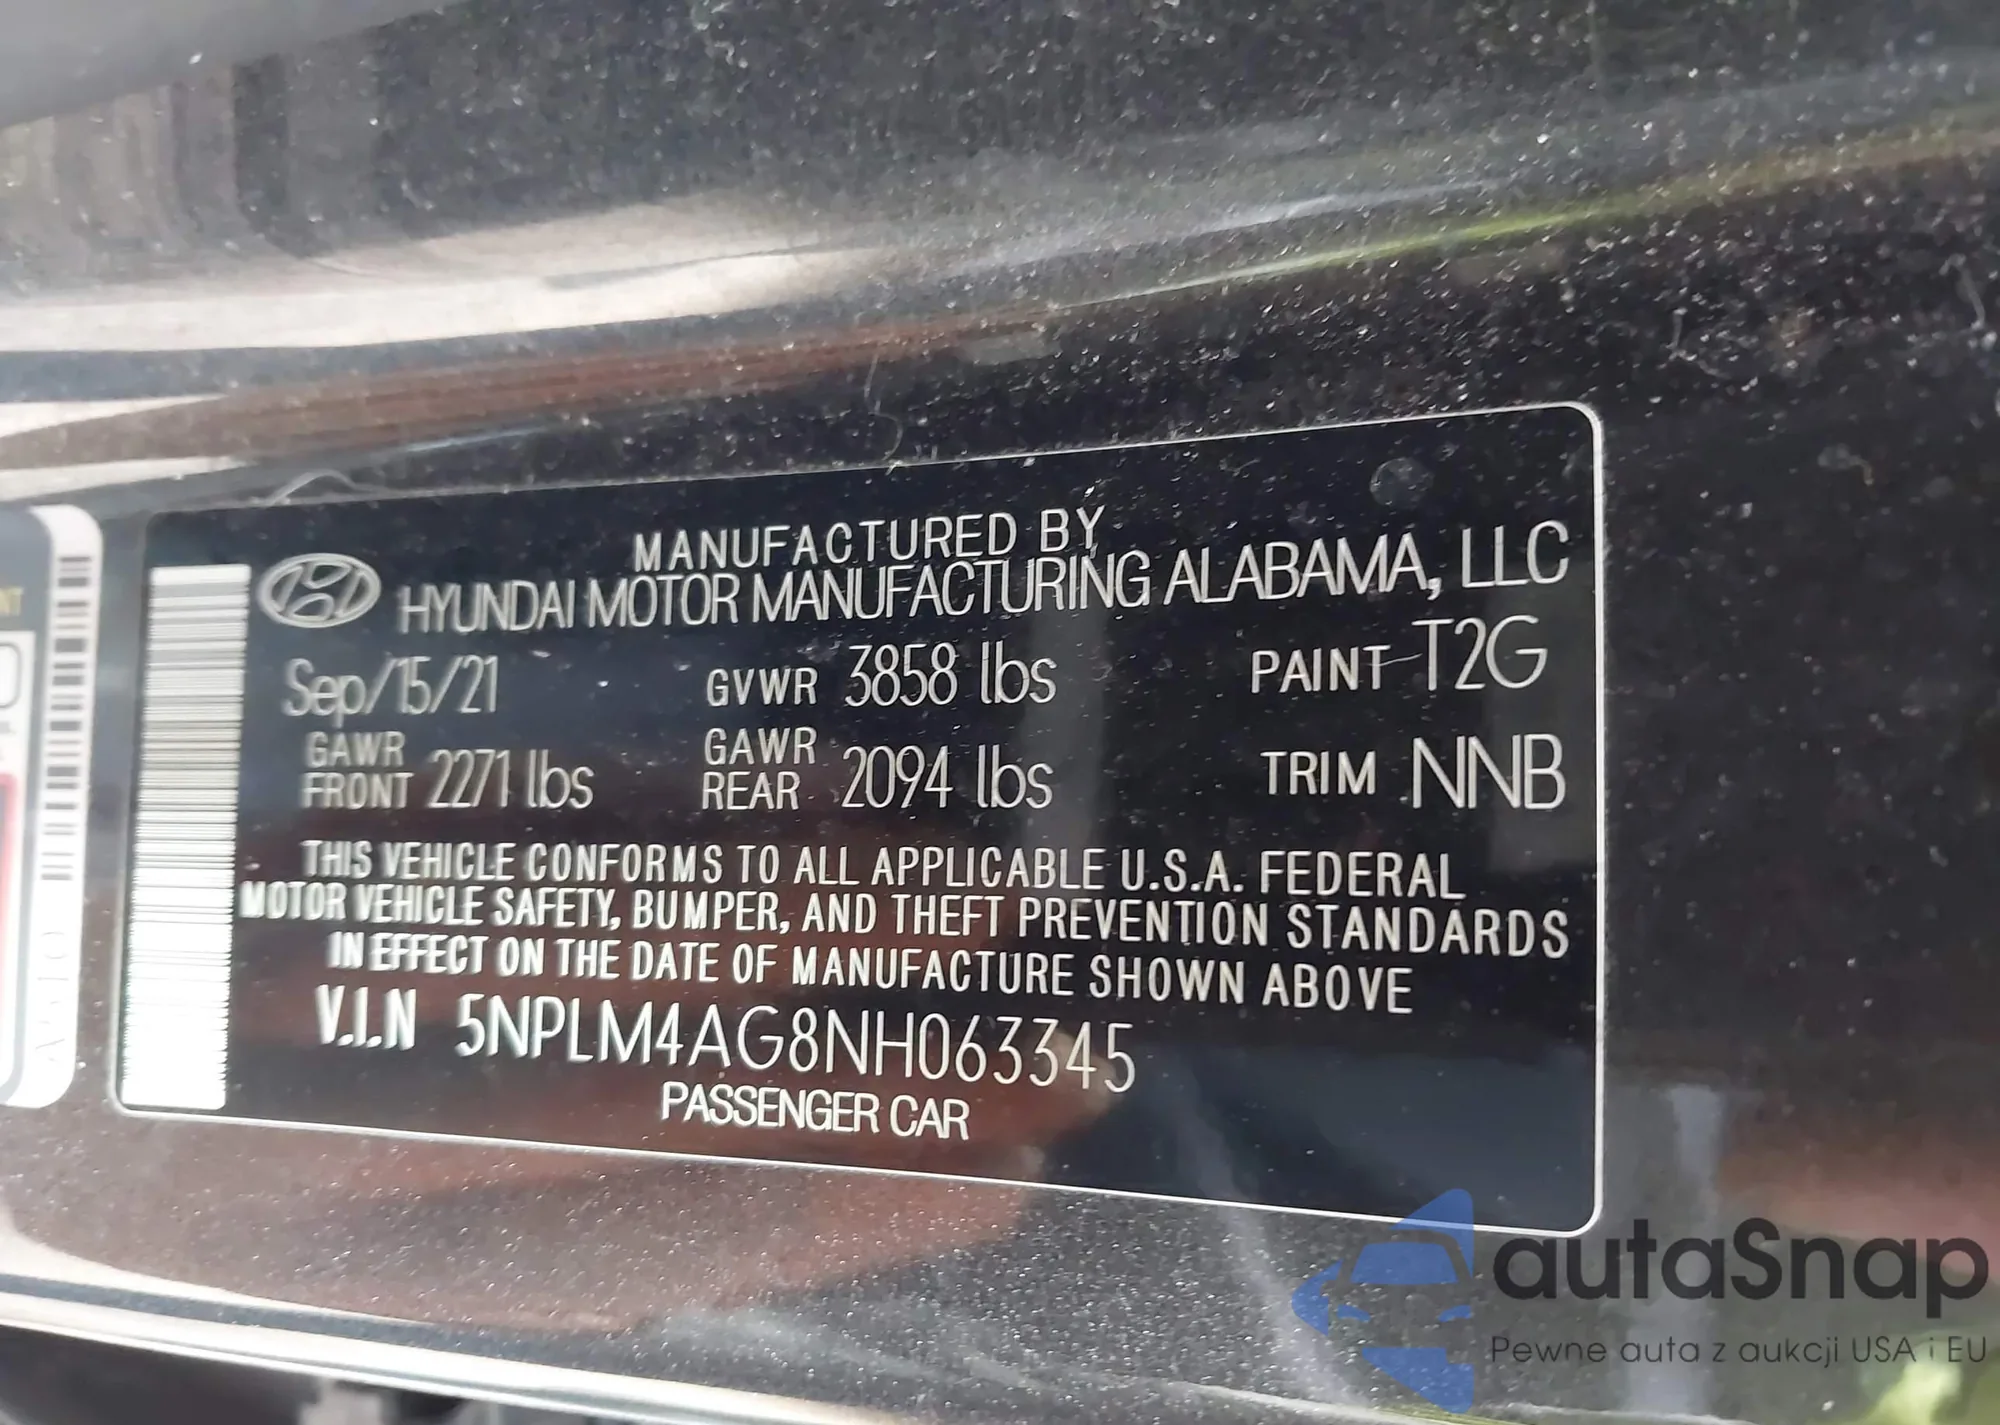 MANUFACTURED BY
HYUNDAI MOTOR MANUFACTURING ALABAMA, LLC
Sep/15/21 GVWR 3858 lbs PAINT T2G
GAWR FRONT 2271 lbs GAWR REAR 2094 lbs TRIM NNB
THIS VEHICLE CONFORMS TO ALL APPLICABLE U.S.A. FEDERAL
MOTOR VEHICLE SAFETY, BUMPER, AND THEFT PREVENTION STANDARDS
IN EFFECT ON THE DATE OF MANUFACTURE SHOWN ABOVE
V.I.N 5NPLM4AG8NH063345
PASSENGER CAR
autaSnap
Pewne auta z aukcji USA i EU